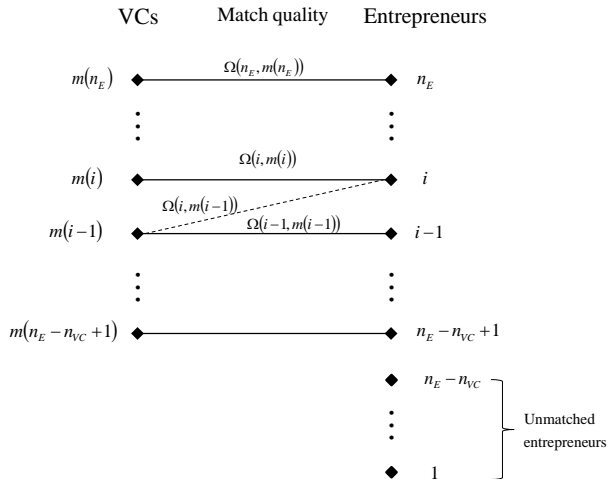 VCs Match quality Entrepreneurs
m(n_E) Ω(n_E, m(n_E)) n_E
m(i) Ω(i, m(i)) i
Ω(i, m(i−1))
m(i−1) Ω(i−1, m(i−1)) i−1
m(n_E − n_VC + 1) n_E − n_VC + 1
n_E − n_VC
Unmatched
entrepreneurs
1